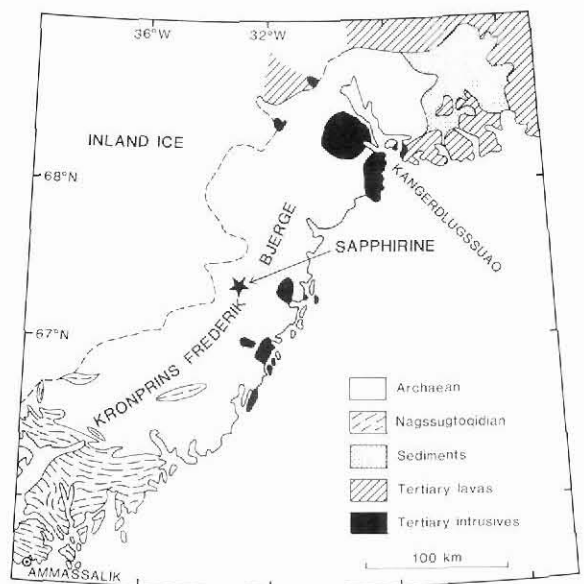 36°W
32°W
INLAND ICE
68°N
KANGERDLUGSSUAQ
BJERGE
SAPPHIRINE
67°N
KRONPRINS FREDERIK
Archaean
Nagssugtoqidian
Sediments
Tertiary lavas
Tertiary intrusives
100 km
AMMASSALIK